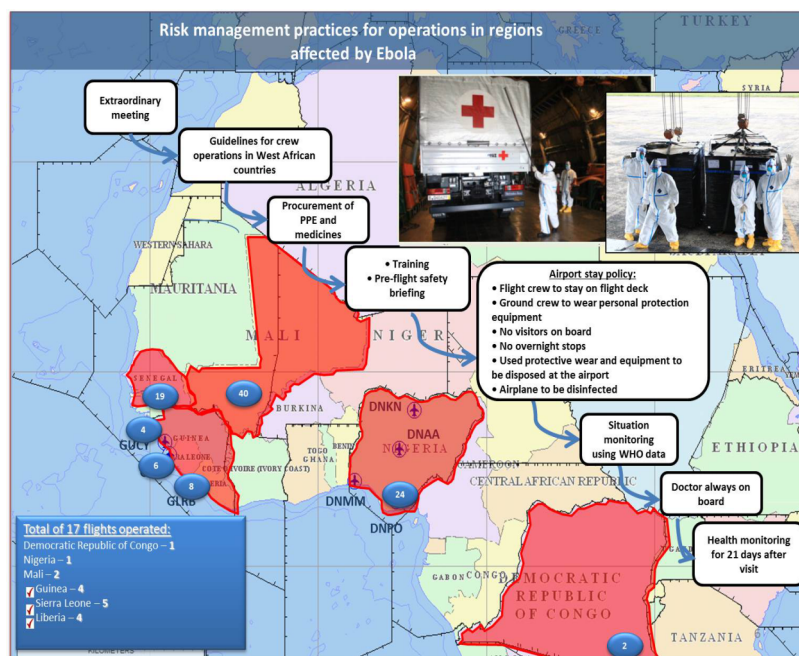 Risk management practices for operations in regions
affected by Ebola
Extraordinary
meeting
Guidelines for crew
operations in West African
countries
Procurement of
PPE and
medicines
• Training
• Pre-flight safety
briefing
Airport stay policy:
• Flight crew to stay on flight deck
• Ground crew to wear personal protection
equipment
• No visitors on board
• No overnight stops
• Used protective wear and equipment to
be disposed at the airport
• Airplane to be disinfected
Situation
monitoring
using WHO data
Doctor always on
board
Health monitoring
for 21 days after
visit
GREECE
TURKEY
SYRIA
ALGERIA
WESTERN SAHARA
MAURITANIA
MALI
NIGER
SENEGAL
19
40
BURKINA
4
GUCY
GUINEA
6
8
GLRB
COTE D'IVOIRE (IVORY COAST)
TOGO
GHANA
BENIN
DNKN
DNAA
NIGERIA
DNMM
24
DNPO
CAMEROON
CENTRAL AFRICAN REPUBLIC
ERITREA
ETHIOPIA
GABON
CONGO
DEMOCRATIC
REPUBLIC
OF CONGO
2
TANZANIA
Total of 17 flights operated:
Democratic Republic of Congo – 1
Nigeria – 1
Mali – 2
Guinea – 4
Sierra Leone – 5
Liberia – 4
KILOMETERS